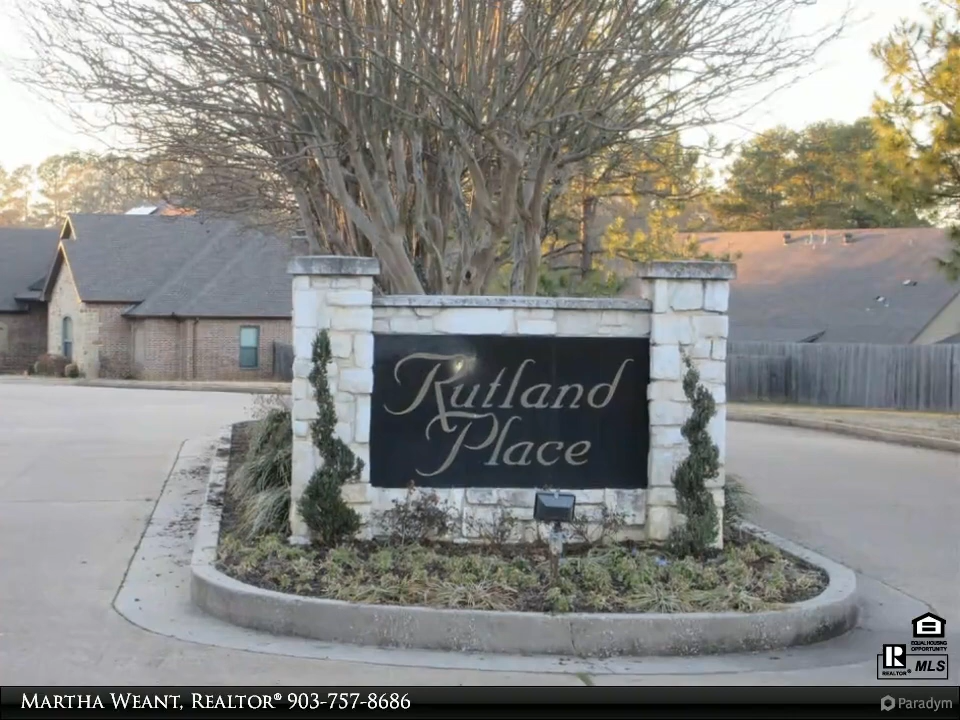 Rutland
Place
EQUAL HOUSING
OPPORTUNITY
R
REALTOR®
MLS
MARTHA WEANT, REALTOR® 903-757-8686
Paradym